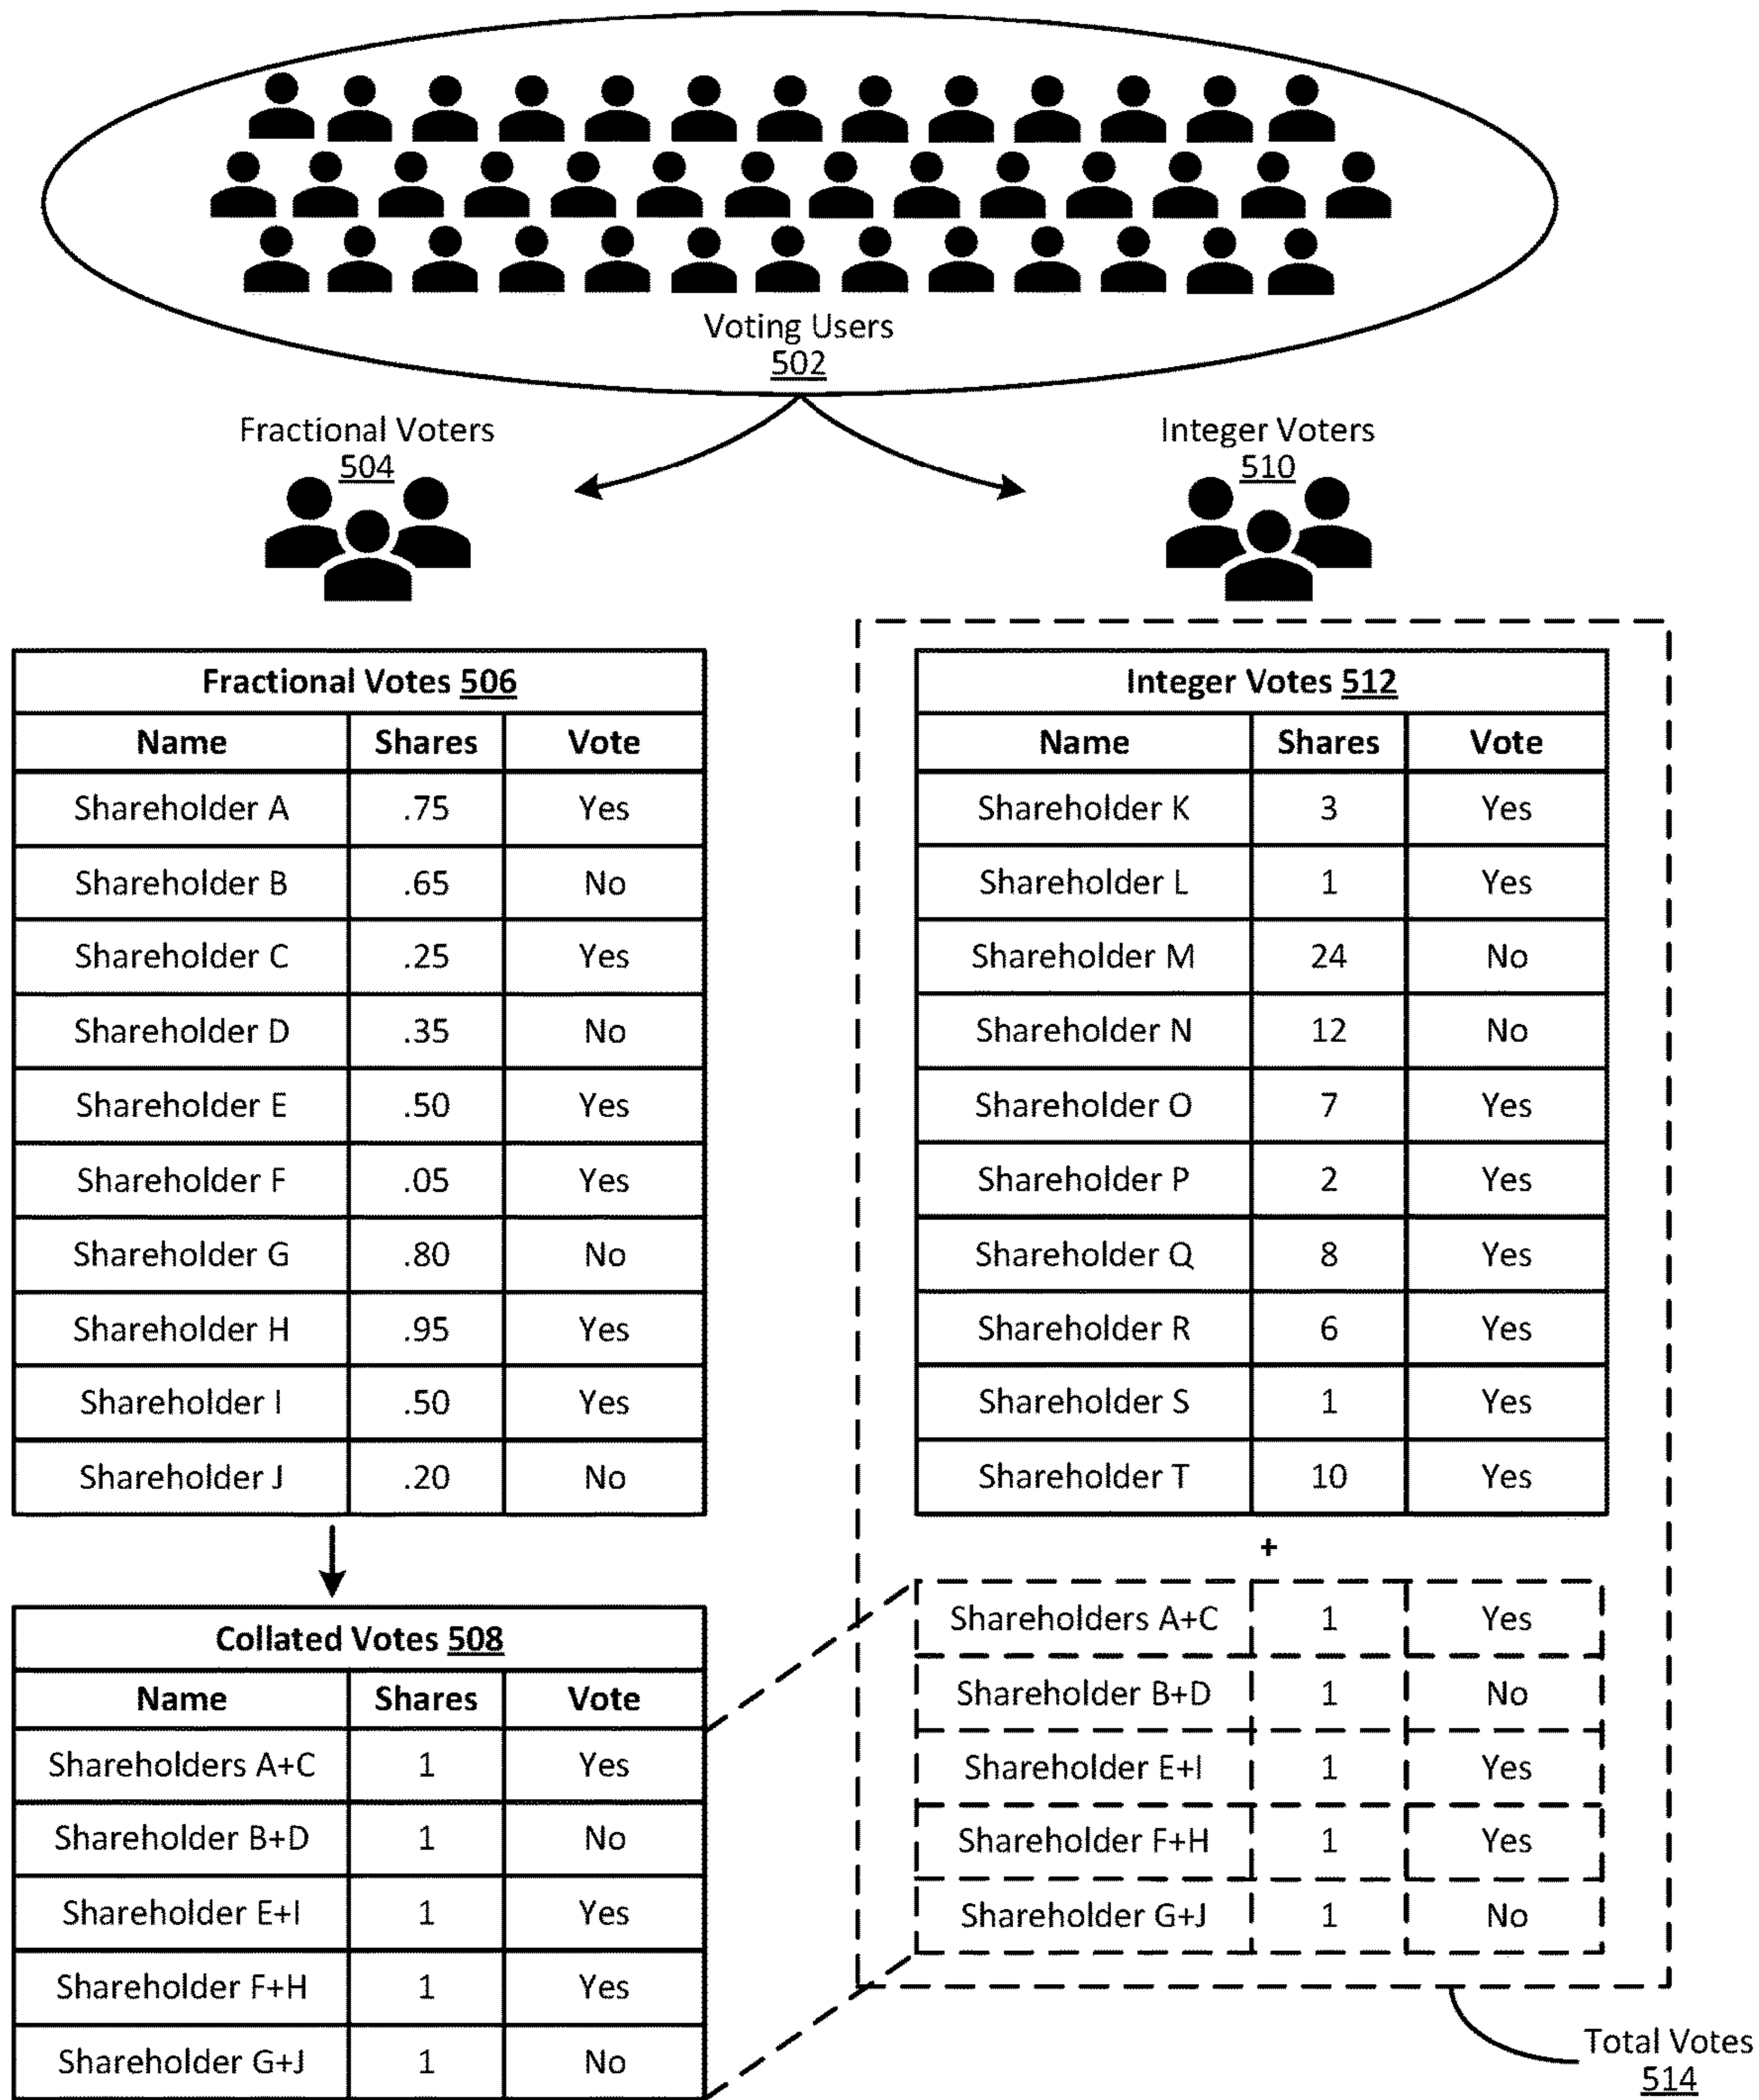 Voting Users
502
Fractional Voters
504
Integer Voters
510
Fractional Votes 506
Name Shares Vote
Shareholder A .75 Yes
Shareholder B .65 No
Shareholder C .25 Yes
Shareholder D .35 No
Shareholder E .50 Yes
Shareholder F .05 Yes
Shareholder G .80 No
Shareholder H .95 Yes
Shareholder I .50 Yes
Shareholder J .20 No
Integer Votes 512
Name Shares Vote
Shareholder K 3 Yes
Shareholder L 1 Yes
Shareholder M 24 No
Shareholder N 12 No
Shareholder O 7 Yes
Shareholder P 2 Yes
Shareholder Q 8 Yes
Shareholder R 6 Yes
Shareholder S 1 Yes
Shareholder T 10 Yes
+
Collated Votes 508
Name Shares Vote
Shareholders A+C 1 Yes
Shareholder B+D 1 No
Shareholder E+I 1 Yes
Shareholder F+H 1 Yes
Shareholder G+J 1 No
Shareholders A+C 1 Yes
Shareholder B+D 1 No
Shareholder E+I 1 Yes
Shareholder F+H 1 Yes
Shareholder G+J 1 No
Total Votes
514